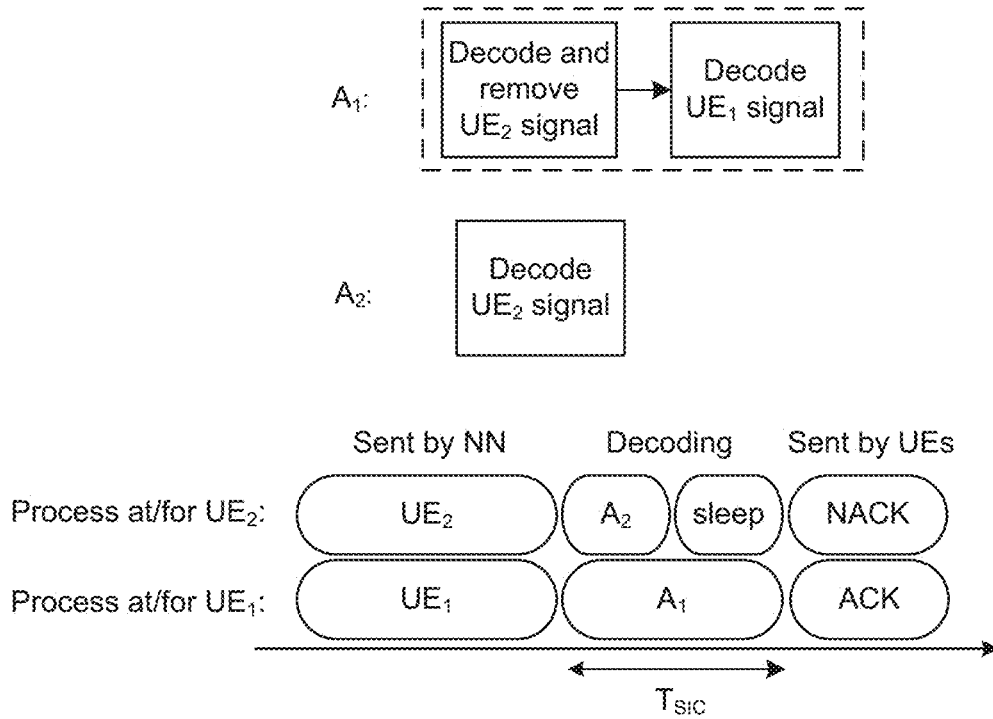 A₁:
Decode and
remove
UE₂ signal
Decode
UE₁ signal
A₂:
Decode
UE₂ signal
Sent by NN
Decoding
Sent by UEs
Process at/for UE₂:
UE₂
A₂
sleep
NACK
Process at/for UE₁:
UE₁
A₁
ACK
T_SIC